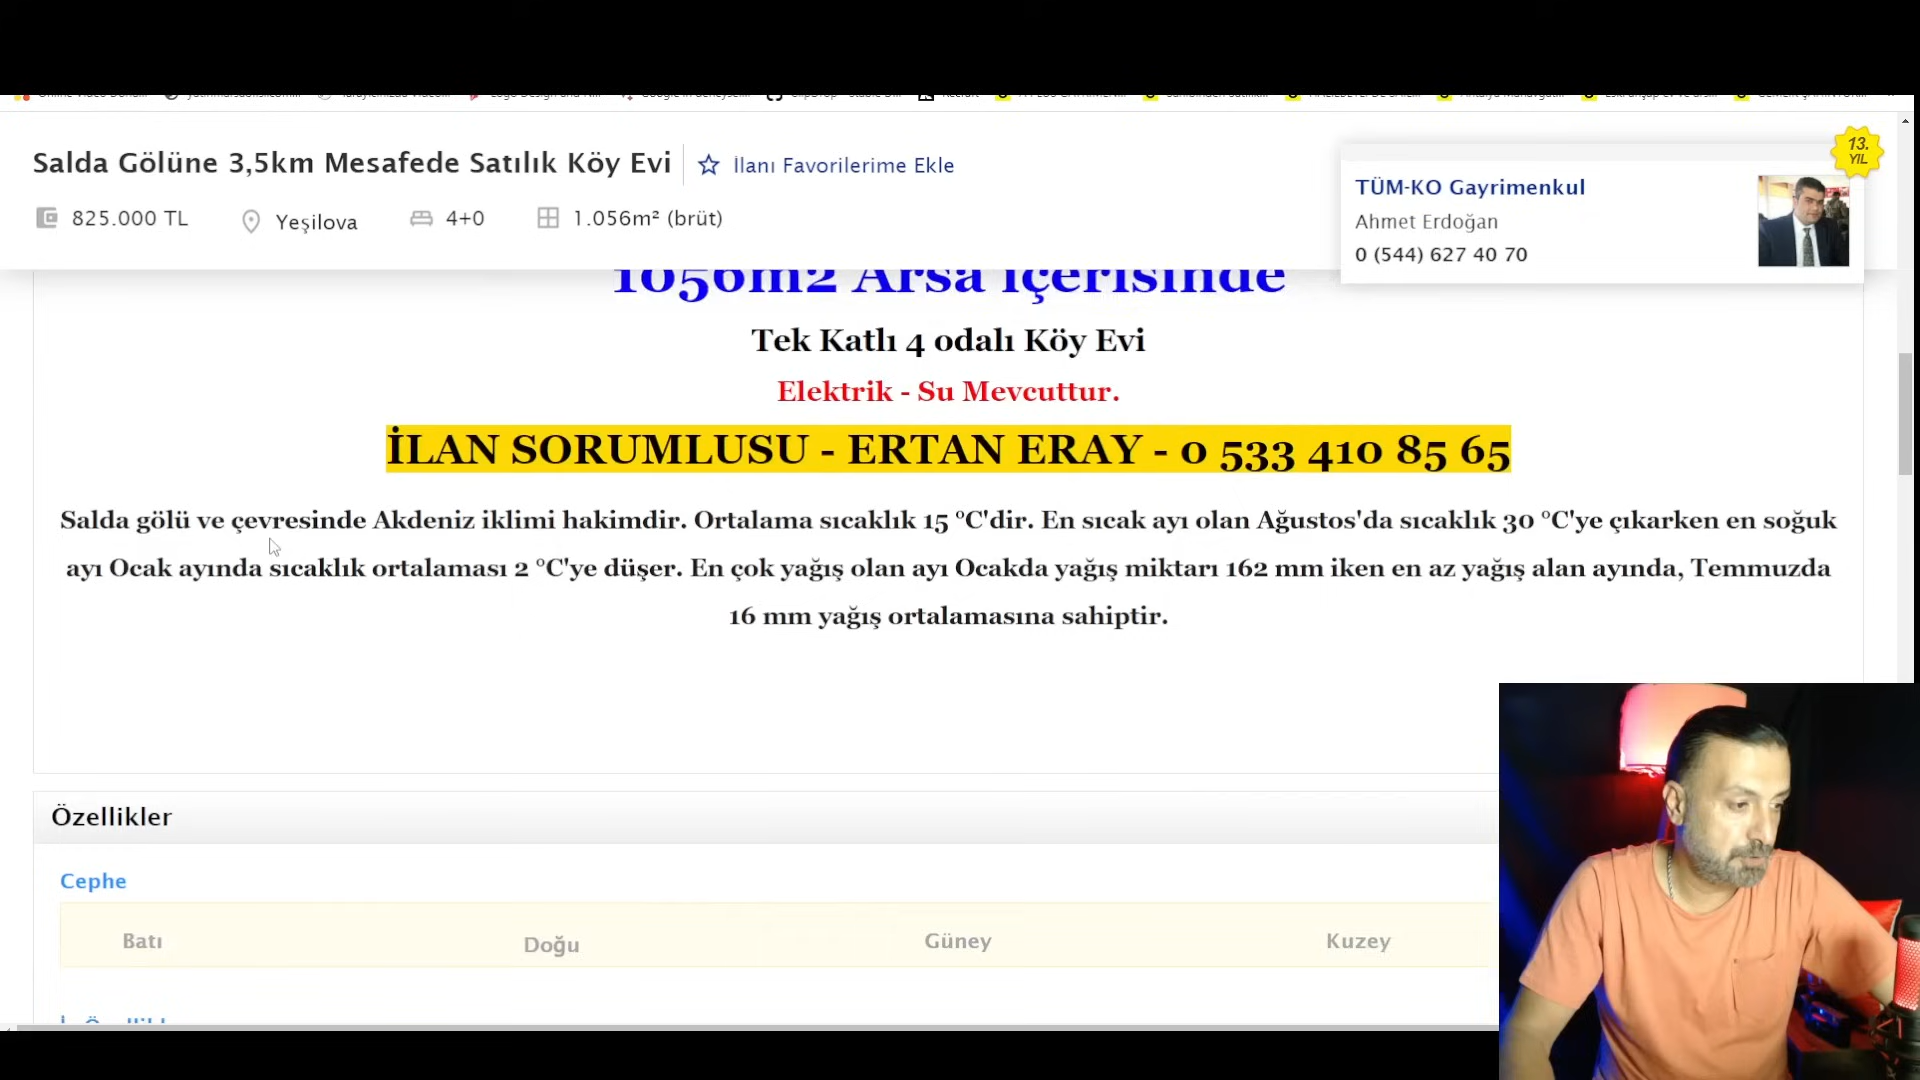 Salda Gölüne 3,5km Mesafede Satılık Köy Evi
İlanı Favorilerime Ekle
825.000 TL
Yeşilova
4+0
1.056m² (brüt)
13. YIL
TÜM-KO Gayrimenkul
Ahmet Erdoğan
0 (544) 627 40 70
1056m2 Arsa İçerisinde
Tek Katlı 4 odalı Köy Evi
Elektrik - Su Mevcuttur.
İLAN SORUMLUSU - ERTAN ERAY - 0 533 410 85 65
Salda gölü ve çevresinde Akdeniz iklimi hakimdir. Ortalama sıcaklık 15 °C'dir. En sıcak ayı olan Ağustos'da sıcaklık 30 °C'ye çıkarken en soğuk
ayı Ocak ayında sıcaklık ortalaması 2 °C'ye düşer. En çok yağış olan ayı Ocakda yağış miktarı 162 mm iken en az yağış alan ayında, Temmuzda
16 mm yağış ortalamasına sahiptir.
Özellikler
Cephe
Batı
Doğu
Güney
Kuzey